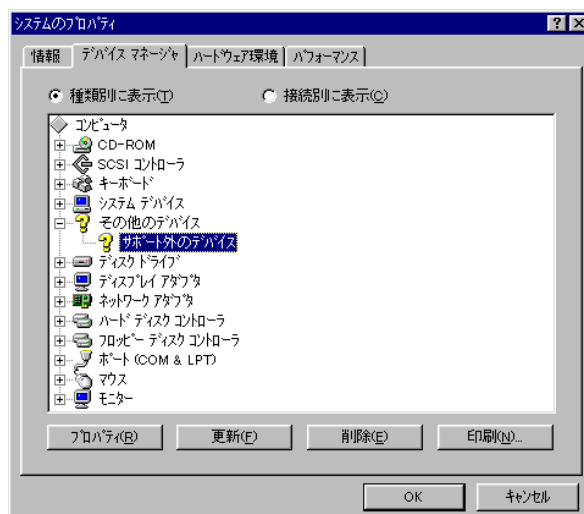 システムのプロパティ
情報 デバイス マネージャ ハードウェア環境 パフォーマンス
種類別に表示(T) 接続別に表示(C)
コンピュータ
CD-ROM
SCSI コントローラ
キーボード
システム デバイス
その他のデバイス
サポート外のデバイス
ディスク ドライブ
ディスプレイ アダプタ
ネットワーク アダプタ
ハード ディスク コントローラ
フロッピー ディスク コントローラ
ポート (COM & LPT)
マウス
モニター
プロパティ(R) 更新(F) 削除(E) 印刷(N)...
OK キャンセル